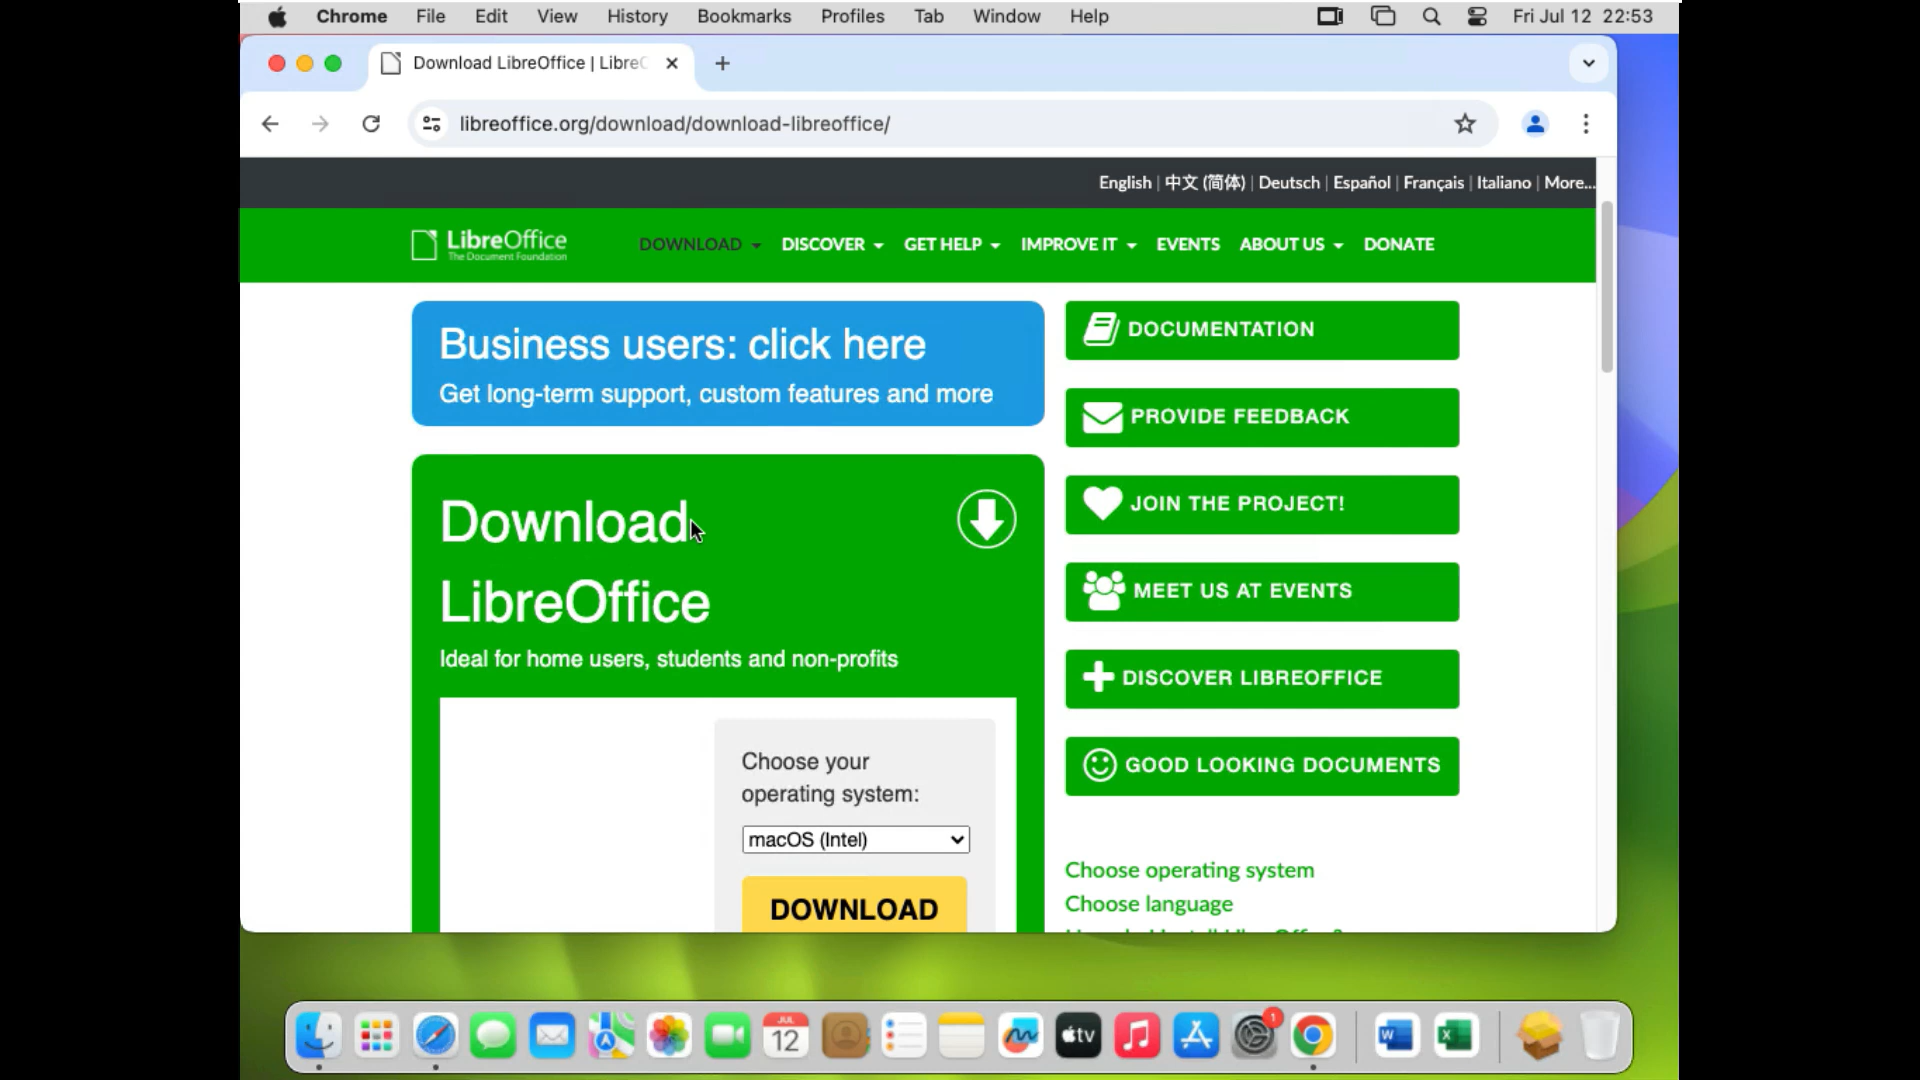 Chrome File Edit View History Bookmarks Profiles Tab Window Help Fri Jul 12 22:53
Download LibreOffice | Libre
libreoffice.org/download/download-libreoffice/
English | 中文 (简体) | Deutsch | Español | Français | Italiano | More...
LibreOffice
The Document Foundation
DOWNLOAD DISCOVER GET HELP IMPROVE IT EVENTS ABOUT US DONATE
Business users: click here
Get long-term support, custom features and more
Download
LibreOffice
Ideal for home users, students and non-profits
Choose your
operating system:
macOS (Intel)
DOWNLOAD
DOCUMENTATION
PROVIDE FEEDBACK
JOIN THE PROJECT!
MEET US AT EVENTS
DISCOVER LIBREOFFICE
GOOD LOOKING DOCUMENTS
Choose operating system
Choose language
JUL
12
tv
1
W
X